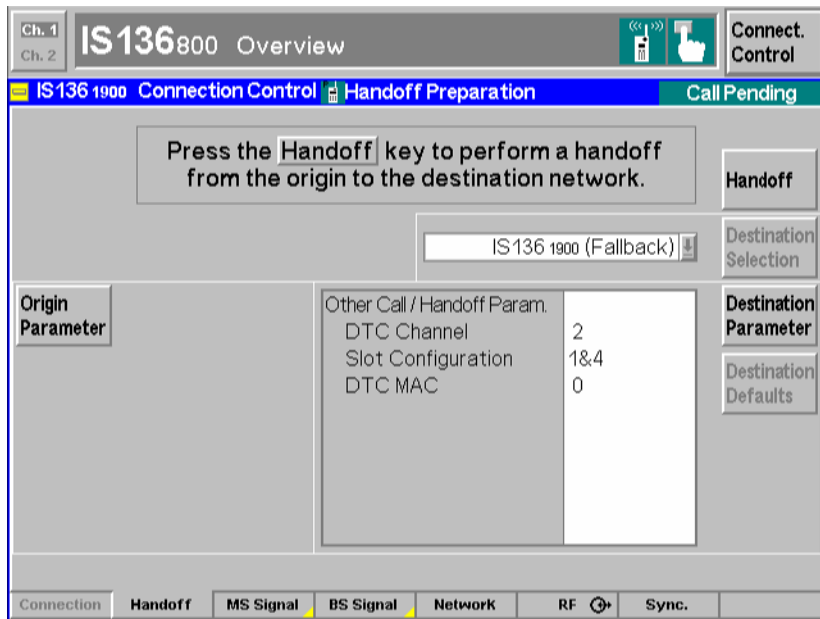 Ch. 1
Ch. 2
IS136800 Overview
Connect.
Control
IS136 1900 Connection Control Handoff Preparation
Call Pending
Press the Handoff key to perform a handoff
from the origin to the destination network.
Handoff
IS136 1900 (Fallback)
Destination
Selection
Origin
Parameter
Other Call / Handoff Param.
DTC Channel 2
Slot Configuration 1&4
DTC MAC 0
Destination
Parameter
Destination
Defaults
Connection Handoff MS Signal BS Signal Network RF Sync.